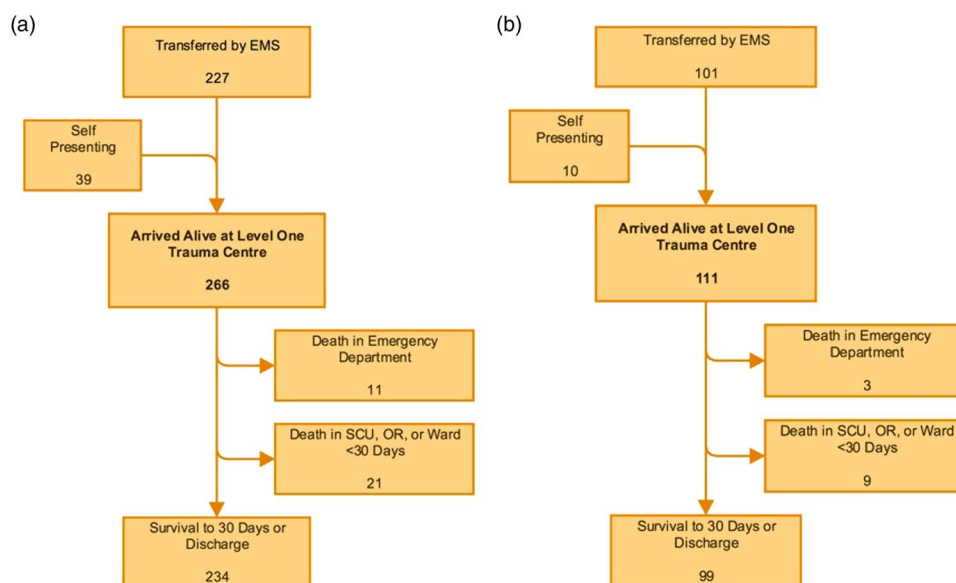 (a)
Transferred by EMS
227
Self
Presenting
39
Arrived Alive at Level One
Trauma Centre
266
Death in Emergency
Department
11
Death in SCU, OR, or Ward
<30 Days
21
Survival to 30 Days or
Discharge
234
(b)
Transferred by EMS
101
Self
Presenting
10
Arrived Alive at Level One
Trauma Centre
111
Death in Emergency
Department
3
Death in SCU, OR, or Ward
<30 Days
9
Survival to 30 Days or
Discharge
99